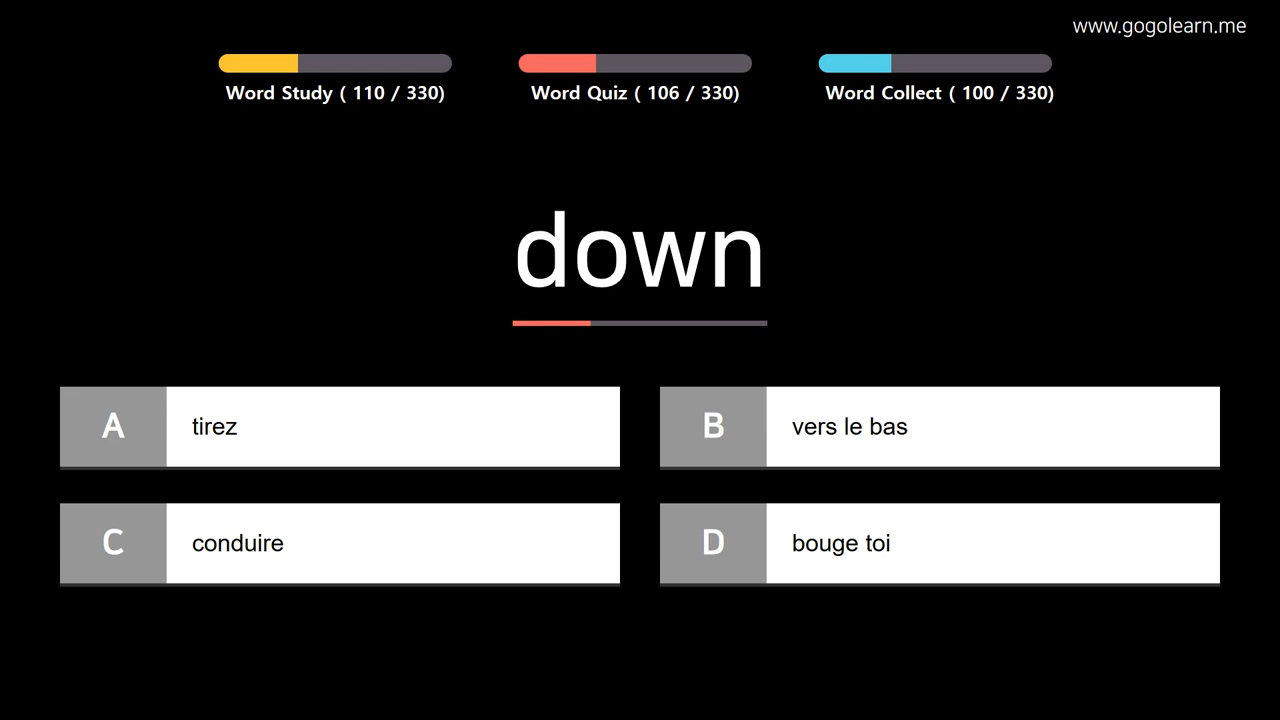 www.gogolearn.me
Word Study ( 110 / 330)
Word Quiz ( 106 / 330)
Word Collect ( 100 / 330)
down
A
tirez
B
vers le bas
C
conduire
D
bouge toi